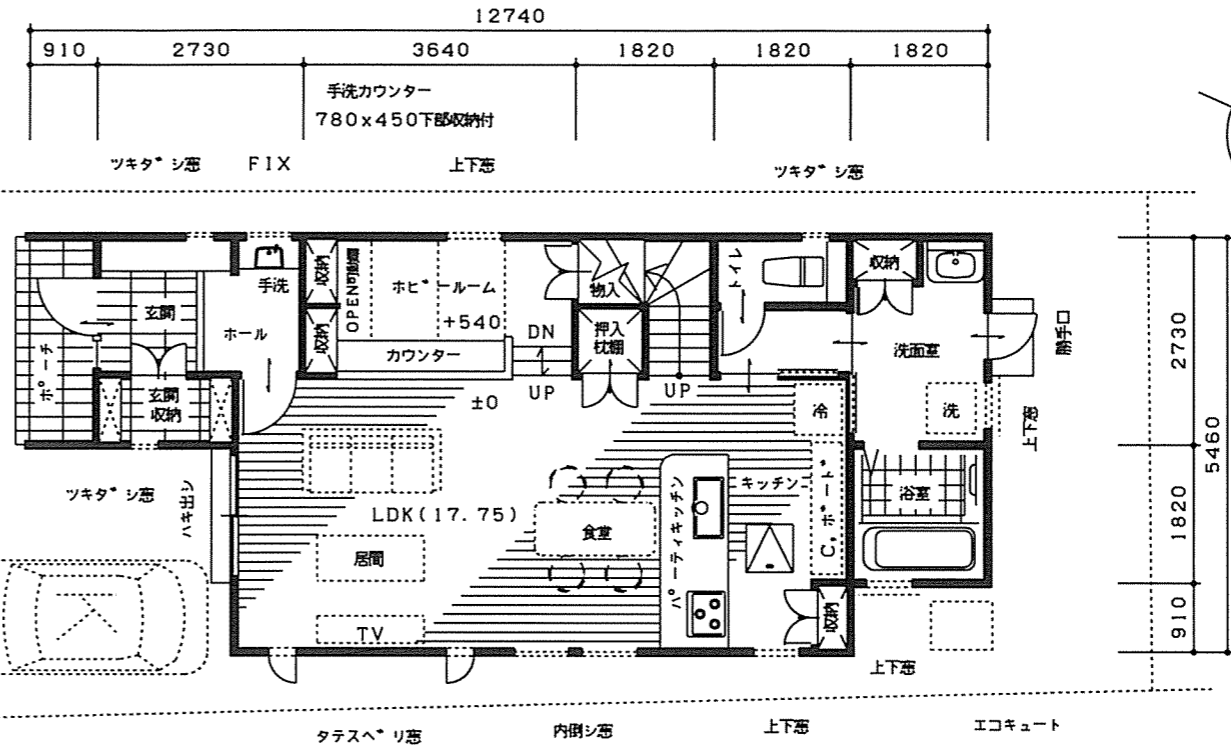 12740
910 2730 3640 1820 1820 1820
手洗カウンター
780x450下部収納付
ツキダシ窓 FIX 上下窓 ツキダシ窓
ポーチ
玄関
玄関
収納
ホール
手洗
収納
収納
OPEN可動棚
ホビールーム
+540
カウンター
DN
UP
±0
物入
押入
枕棚
UP
トイレ
収納
洗面室
勝手口
洗
上下窓
冷
キッチン
C.ボード
浴室
パーティキッチン
LDK(17.75)
食堂
居間
TV
収納
ツキダシ窓
ハキ出シ
上下窓
タテスベリ窓 内倒シ窓 上下窓 エコキュート
2730
1820
910
5460